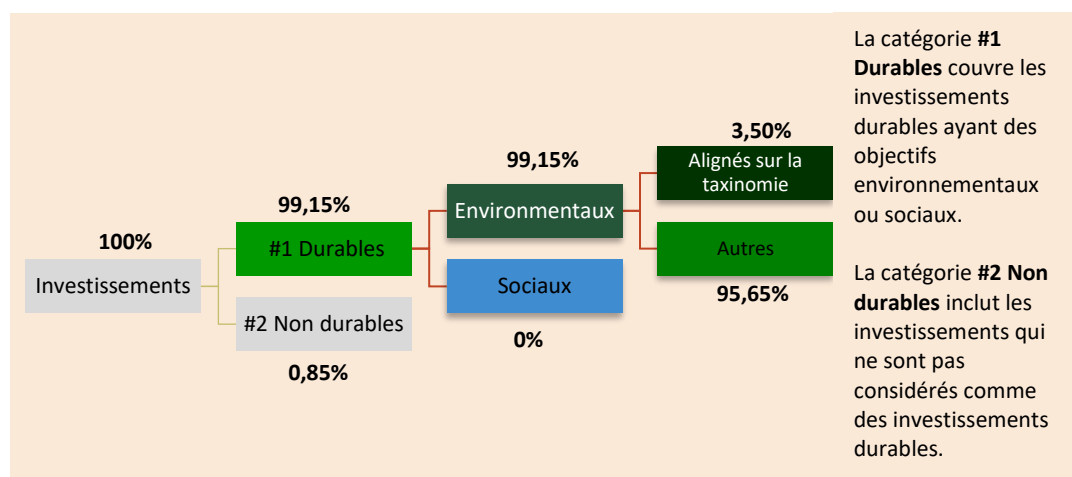 100%
Investissements
99,15%
#1 Durables
#2 Non durables
0,85%
99,15%
Environmentaux
Sociaux
0%
3,50%
Alignés sur la
taxinomie
Autres
95,65%
La catégorie #1
Durables couvre les
investissements
durables ayant des
objectifs
environnementaux
ou sociaux.
La catégorie #2 Non
durables inclut les
investissements qui
ne sont pas
considérés comme
des investissements
durables.